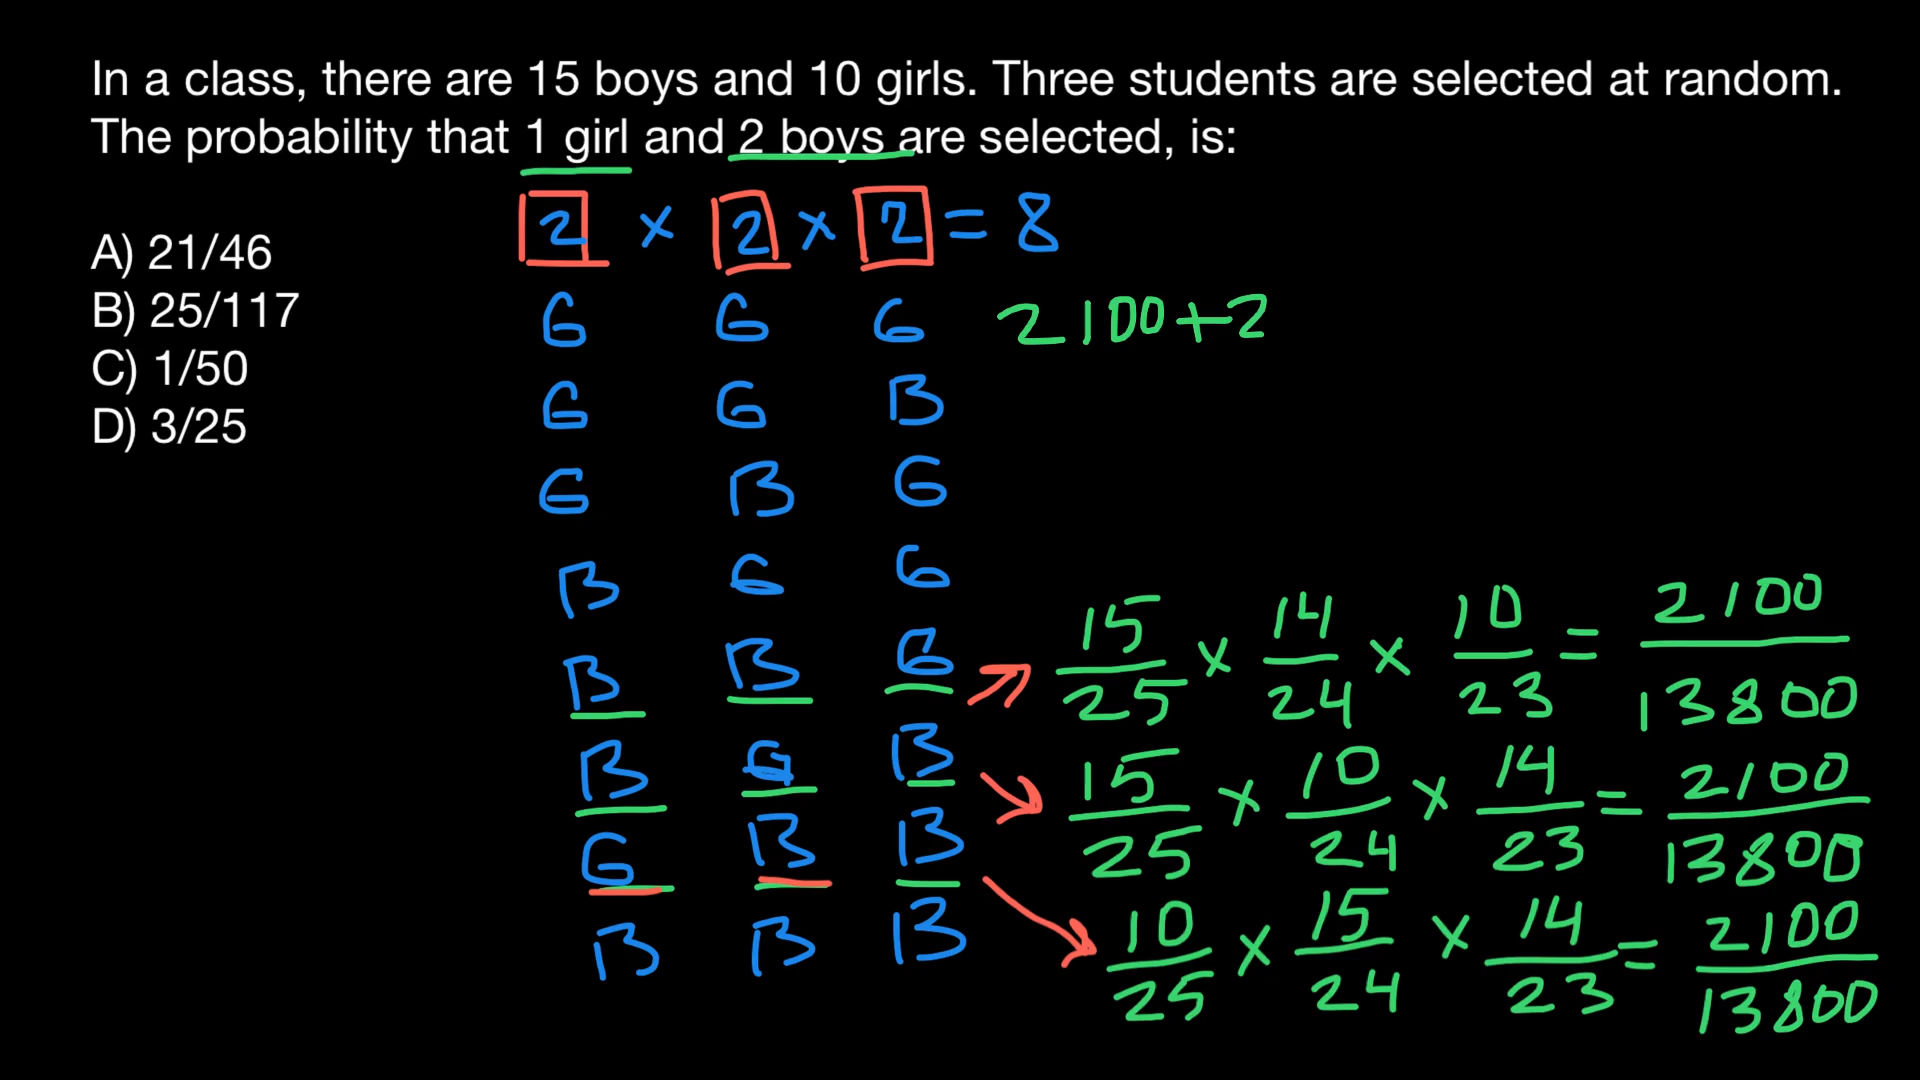 In a class, there are 15 boys and 10 girls. Three students are selected at random.
The probability that 1 girl and 2 boys are selected, is:
A) 21/46
B) 25/117
C) 1/50
D) 3/25
2 × 2 × 2 = 8
G G G
G G B
G B G
B G G
B B G
B G B
G B B
B B B
2100+2
15/25 × 14/24 × 10/23 = 2100/13800
15/25 × 10/24 × 14/23 = 2100/13800
10/25 × 15/24 × 14/23 = 2100/13800